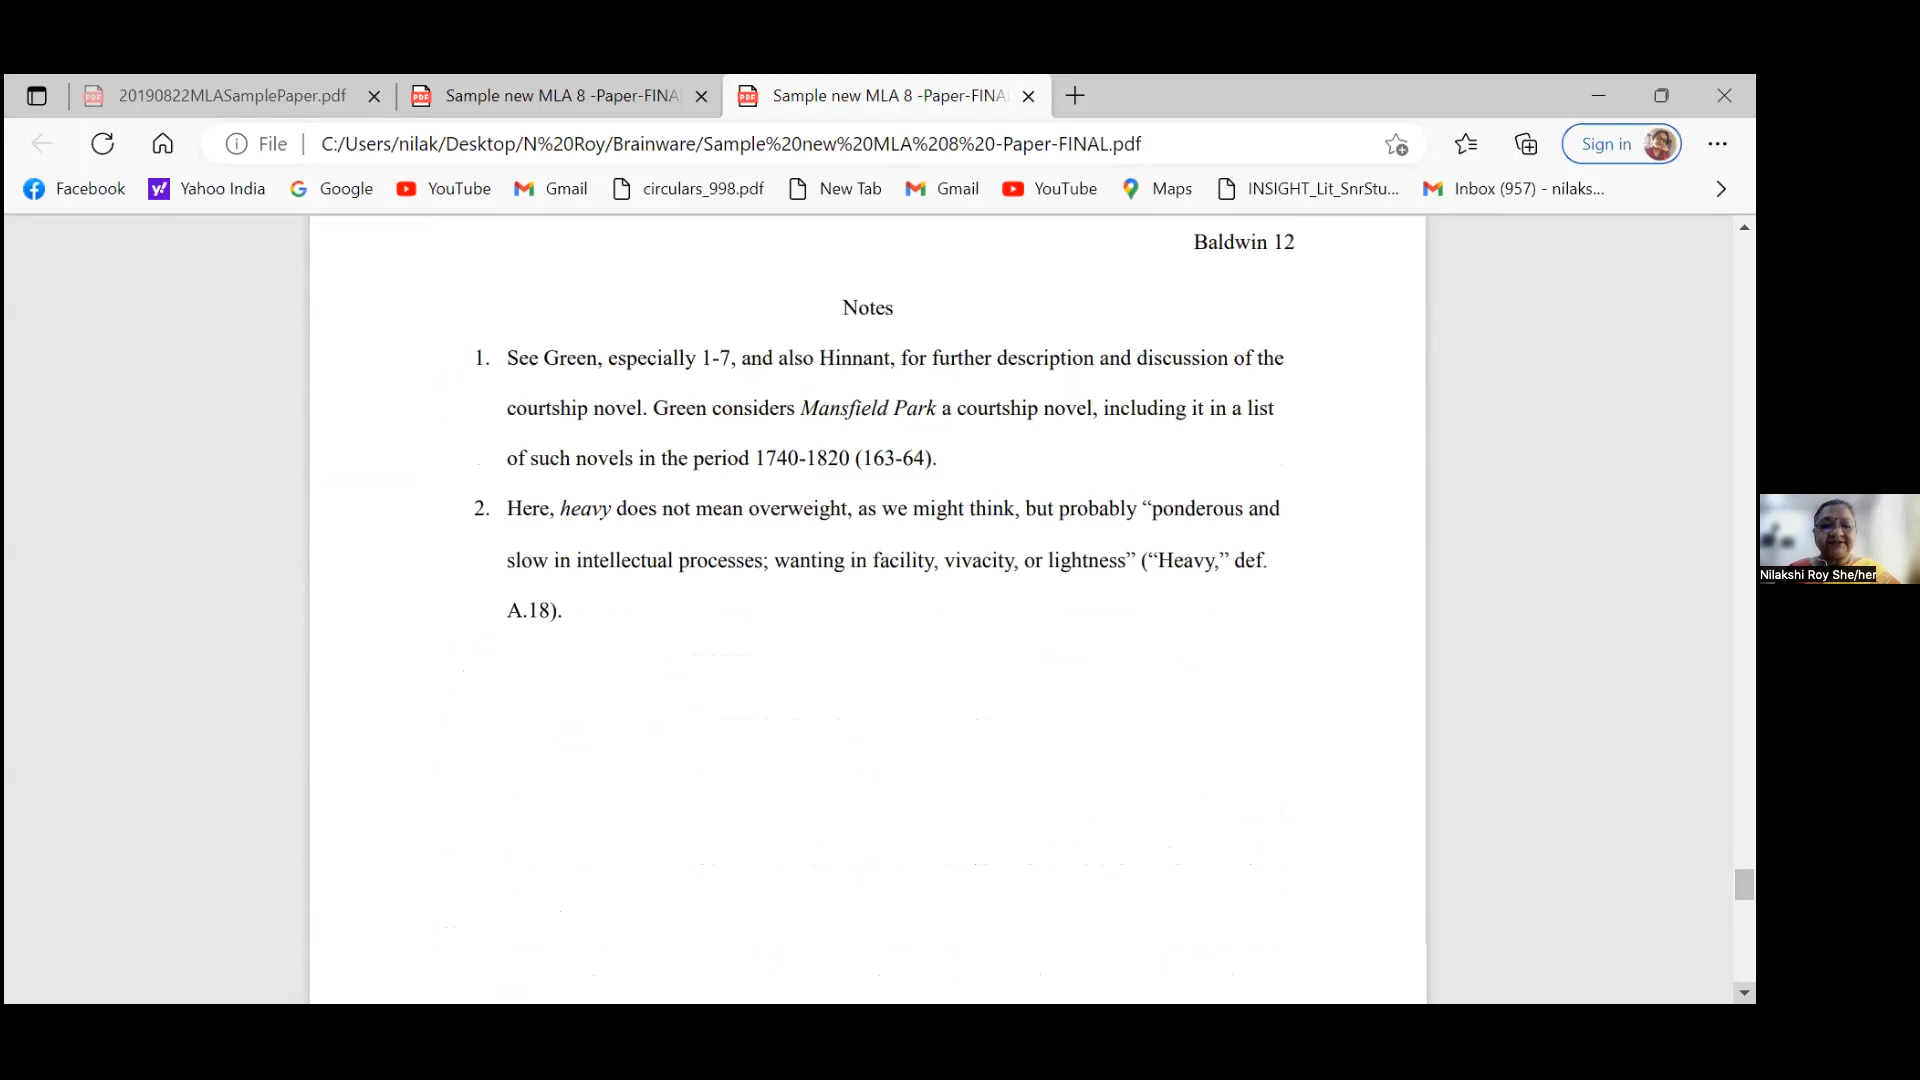 20190822MLASamplePaper.pdf
Sample new MLA 8 -Paper-FINA
Sample new MLA 8 -Paper-FINA
File
C:/Users/nilak/Desktop/N%20Roy/Brainware/Sample%20new%20MLA%208%20-Paper-FINAL.pdf
Sign in
Facebook
Yahoo India
Google
YouTube
Gmail
circulars_998.pdf
New Tab
Gmail
YouTube
Maps
INSIGHT_Lit_SnrStu...
Inbox (957) - nilaks...
Baldwin 12
Notes
1. See Green, especially 1-7, and also Hinnant, for further description and discussion of the
courtship novel. Green considers Mansfield Park a courtship novel, including it in a list
of such novels in the period 1740-1820 (163-64).
2. Here, heavy does not mean overweight, as we might think, but probably “ponderous and
slow in intellectual processes; wanting in facility, vivacity, or lightness” (“Heavy,” def.
A.18).
Nilakshi Roy She/her